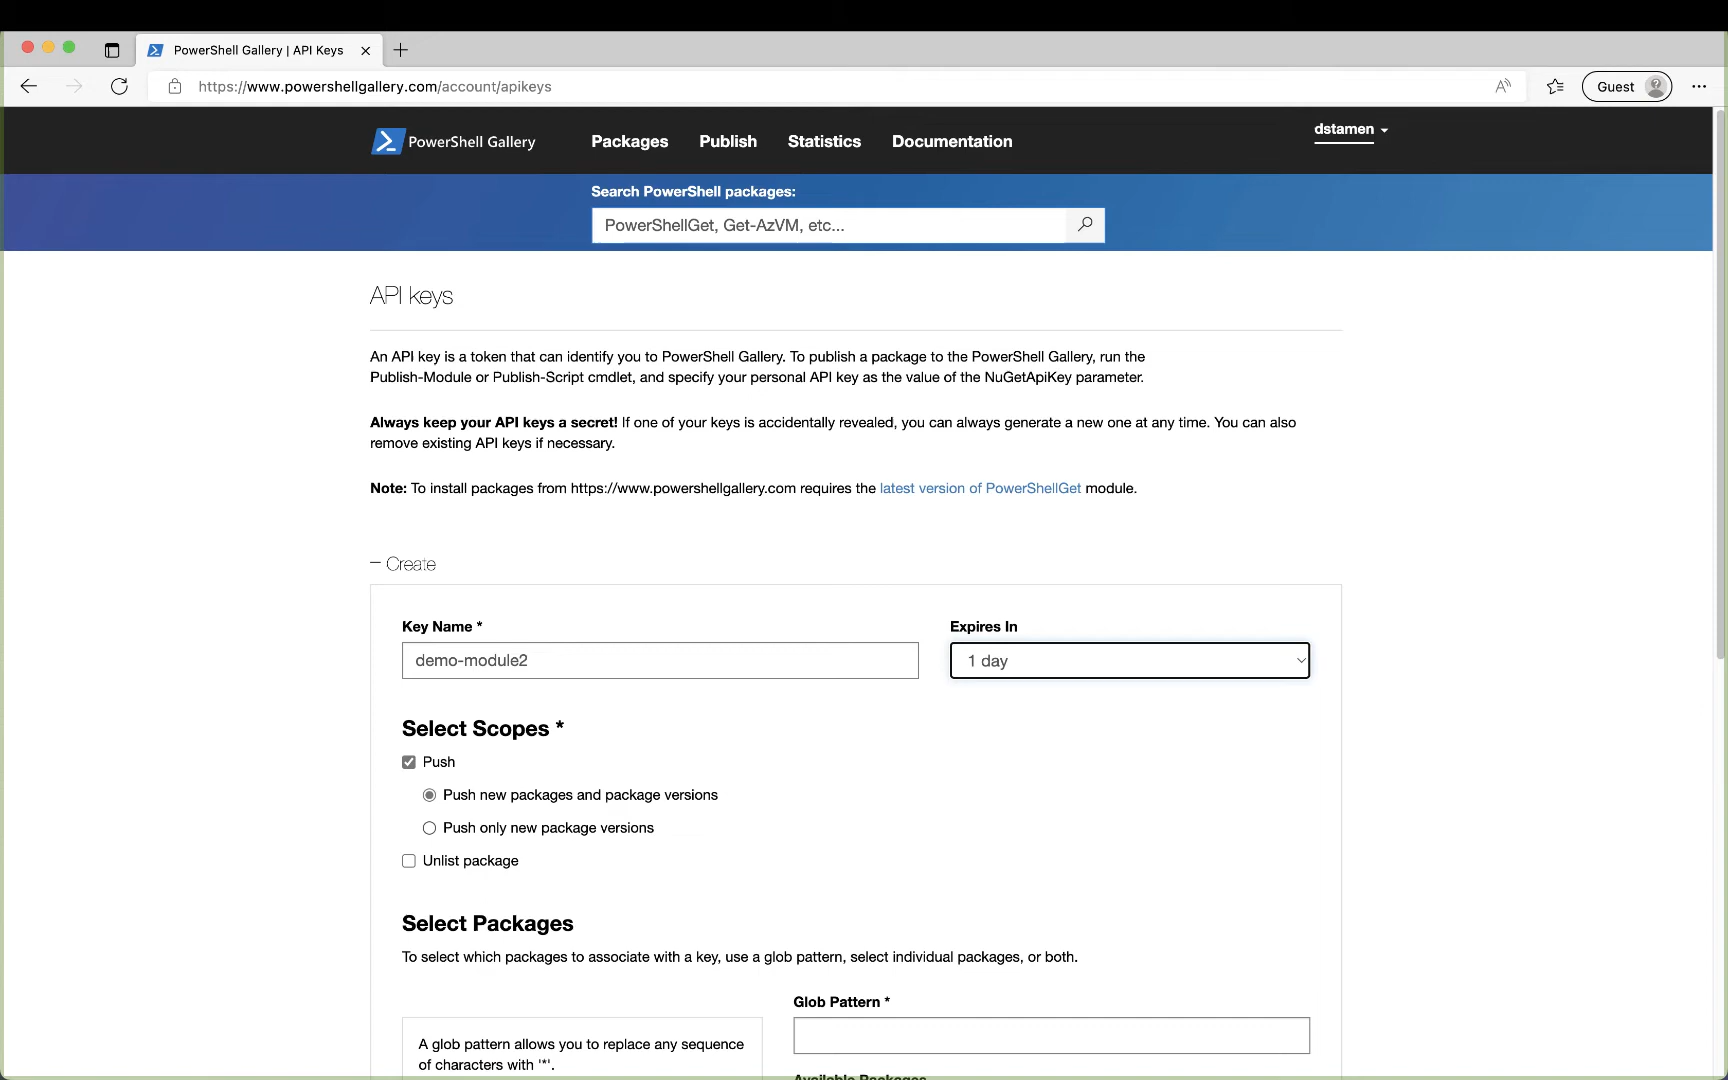 PowerShell Gallery | API Keys
https://www.powershellgallery.com/account/apikeys
Guest
PowerShell Gallery
Packages
Publish
Statistics
Documentation
dstamen
Search PowerShell packages:
PowerShellGet, Get-AzVM, etc...
API keys
An API key is a token that can identify you to PowerShell Gallery. To publish a package to the PowerShell Gallery, run the
Publish-Module or Publish-Script cmdlet, and specify your personal API key as the value of the NuGetApiKey parameter.
Always keep your API keys a secret! If one of your keys is accidentally revealed, you can always generate a new one at any time. You can also
remove existing API keys if necessary.
Note: To install packages from https://www.powershellgallery.com requires the latest version of PowerShellGet module.
Create
Key Name *
Expires In
demo-module2
1 day
Select Scopes *
Push
Push new packages and package versions
Push only new package versions
Unlist package
Select Packages
To select which packages to associate with a key, use a glob pattern, select individual packages, or both.
Glob Pattern *
A glob pattern allows you to replace any sequence
of characters with '*'.
Available Packages